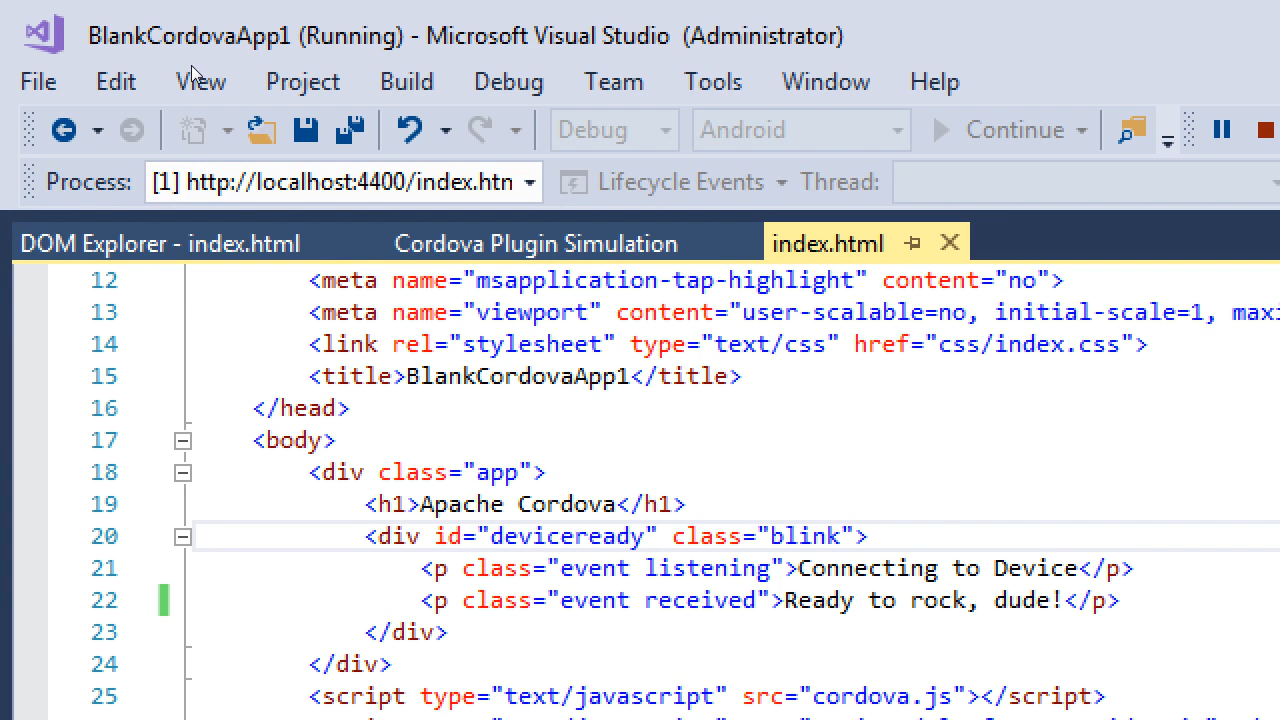 BlankCordovaApp1 (Running) - Microsoft Visual Studio (Administrator)
File Edit View Project Build Debug Team Tools Window Help
Debug Android Continue
Process: [1] http://localhost:4400/index.htn Lifecycle Events Thread:
DOM Explorer - index.html Cordova Plugin Simulation index.html
12 <meta name="msapplication-tap-highlight" content="no">
13 <meta name="viewport" content="user-scalable=no, initial-scale=1, maxi
14 <link rel="stylesheet" type="text/css" href="css/index.css">
15 <title>BlankCordovaApp1</title>
16 </head>
17 <body>
18 <div class="app">
19 <h1>Apache Cordova</h1>
20 <div id="deviceready" class="blink">
21 <p class="event listening">Connecting to Device</p>
22 <p class="event received">Ready to rock, dude!</p>
23 </div>
24 </div>
25 <script type="text/javascript" src="cordova.js"></script>